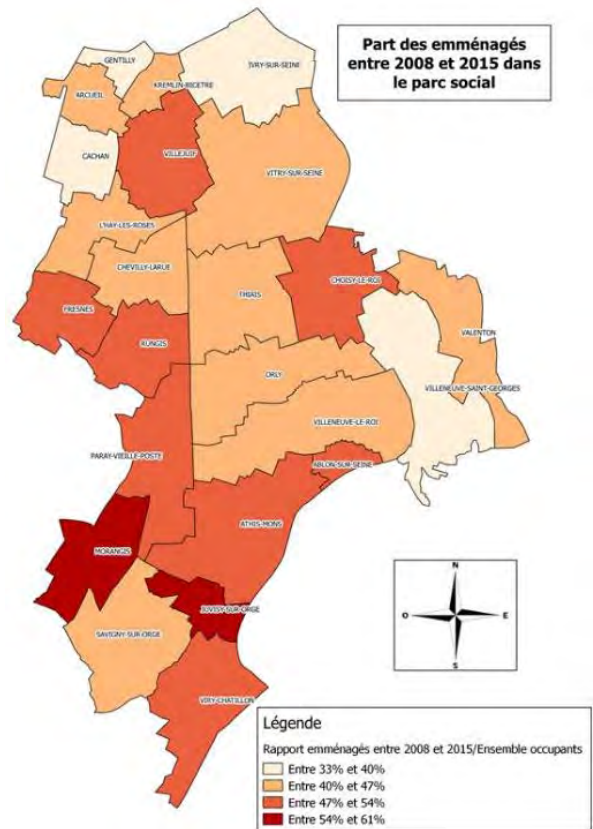 Part des emménagés
entre 2008 et 2015 dans
le parc social
GENTILLY
IVRY-SUR-SEINE
KREMLIN-BICETRE
ARCUEIL
VILLEJUIF
CACHAN
VITRY-SUR-SEINE
L'HAY-LES-ROSES
CHEVILLY-LARUE
THIAIS
CHOISY-LE-ROI
FRESNES
RUNGIS
VALENTON
ORLY
VILLENEUVE-SAINT-GEORGES
VILLENEUVE-LE-ROI
PARAY-VIEILLE-POSTE
ABLON-SUR-SEINE
ATHIS-MONS
MORANGIS
JUVISY-SUR-ORGE
SAVIGNY-SUR-ORGE
VIRY-CHATILLON
N
O
E
S
Légende
Rapport emménagés entre 2008 et 2015/Ensemble occupants
Entre 33% et 40%
Entre 40% et 47%
Entre 47% et 54%
Entre 54% et 61%